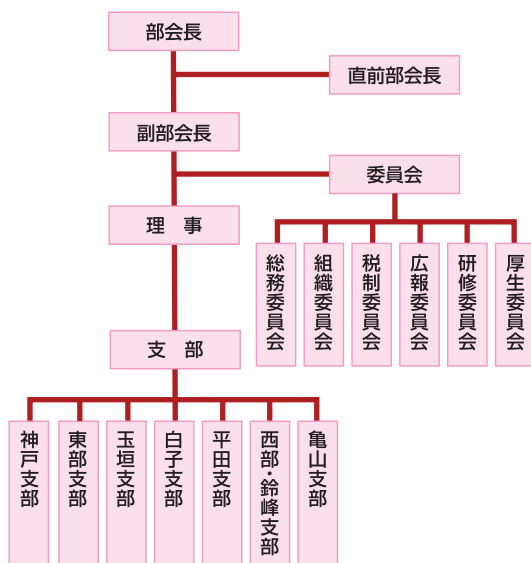 部会長
直前部会長
副部会長
委員会
理　事
総務委員会
組織委員会
税制委員会
広報委員会
研修委員会
厚生委員会
支　部
神戸支部
東部支部
玉垣支部
白子支部
平田支部
西部・鈴峰支部
亀山支部